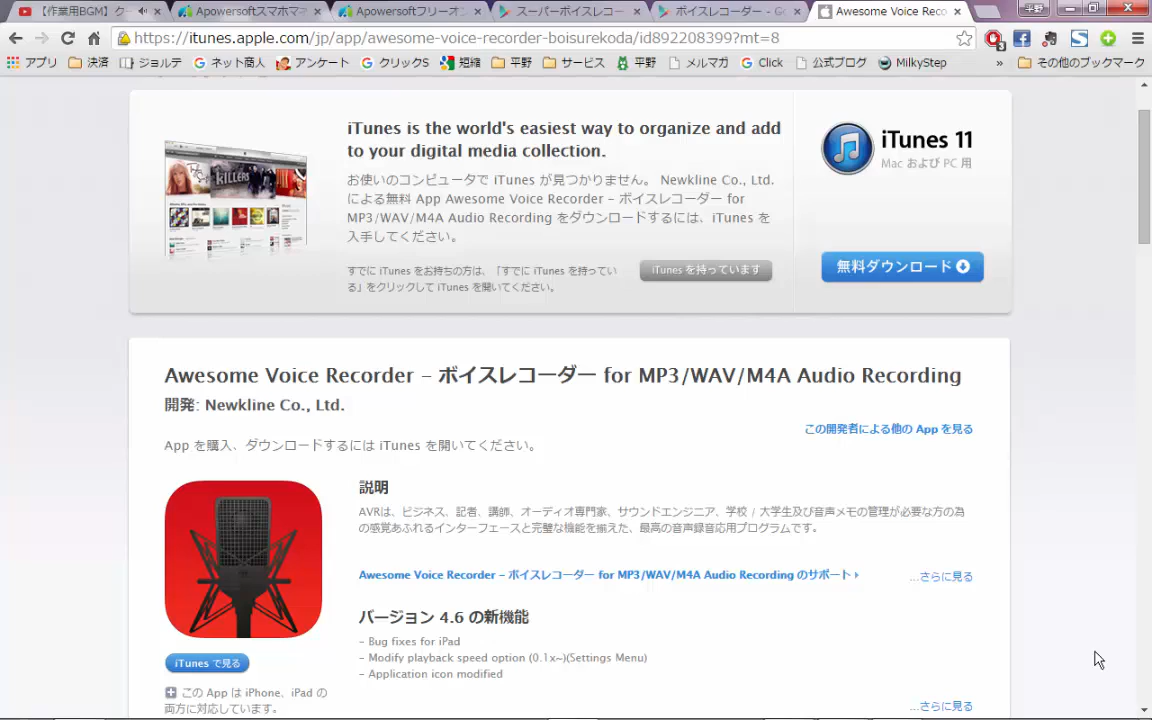 【作業用BGM】ク
Apowersoftスマホマ
Apowersoftフリーオ
スーパーボイスレコー
ボイスレコーダー - Go
Awesome Voice Reco
平野
https://itunes.apple.com/jp/app/awesome-voice-recorder-boisurekoda/id892208399?mt=8
アプリ 決済 ジョルテ ネット商人 アンケート クリックS 短縮 平野 サービス 平野 メルマガ Click 公式ブログ MilkyStep » その他のブックマーク
iTunes is the world's easiest way to organize and add
to your digital media collection.
お使いのコンピュータで iTunes が見つかりません。 Newkline Co., Ltd.
による無料 App Awesome Voice Recorder – ボイスレコーダー for
MP3/WAV/M4A Audio Recording をダウンロードするには、iTunes を
入手してください。
すでに iTunes をお持ちの方は、「すでに iTunes を持ってい
る」をクリックして iTunes を開いてください。
iTunes を持っています
iTunes 11
Mac および PC 用
無料ダウンロード
KILLERS
Awesome Voice Recorder – ボイスレコーダー for MP3/WAV/M4A Audio Recording
開発: Newkline Co., Ltd.
この開発者による他の App を見る
App を購入、ダウンロードするには iTunes を開いてください。
説明
AVRは、ビジネス、記者、講師、オーディオ専門家、サウンドエンジニア、学校 / 大学生及び音声メモの管理が必要な方の為
の感覚あふれるインターフェースと完璧な機能を揃えた、最高の音声録音応用プログラムです。
Awesome Voice Recorder – ボイスレコーダー for MP3/WAV/M4A Audio Recording のサポート
...さらに見る
バージョン 4.6 の新機能
– Bug fixes for iPad
– Modify playback speed option (0.1x~)(Settings Menu)
– Application icon modified
...さらに見る
iTunes で見る
この App は iPhone、iPad の
両方に対応しています。